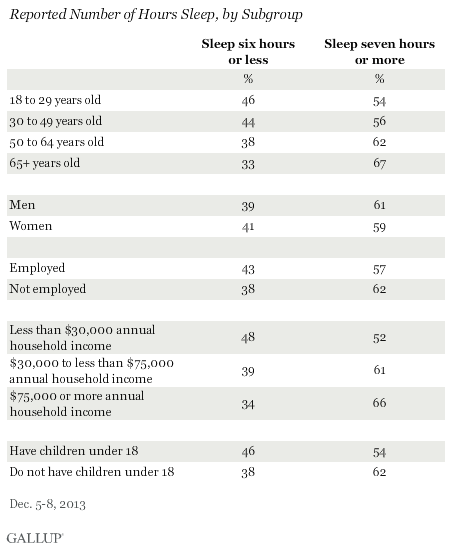 Reported Number of Hours Sleep, by Subgroup
Sleep six hours or less Sleep seven hours or more
% %
18 to 29 years old 46 54
30 to 49 years old 44 56
50 to 64 years old 38 62
65+ years old 33 67
Men 39 61
Women 41 59
Employed 43 57
Not employed 38 62
Less than $30,000 annual
household income 48 52
$30,000 to less than $75,000
annual household income 39 61
$75,000 or more annual
household income 34 66
Have children under 18 46 54
Do not have children under 18 38 62
Dec. 5-8, 2013
GALLUP